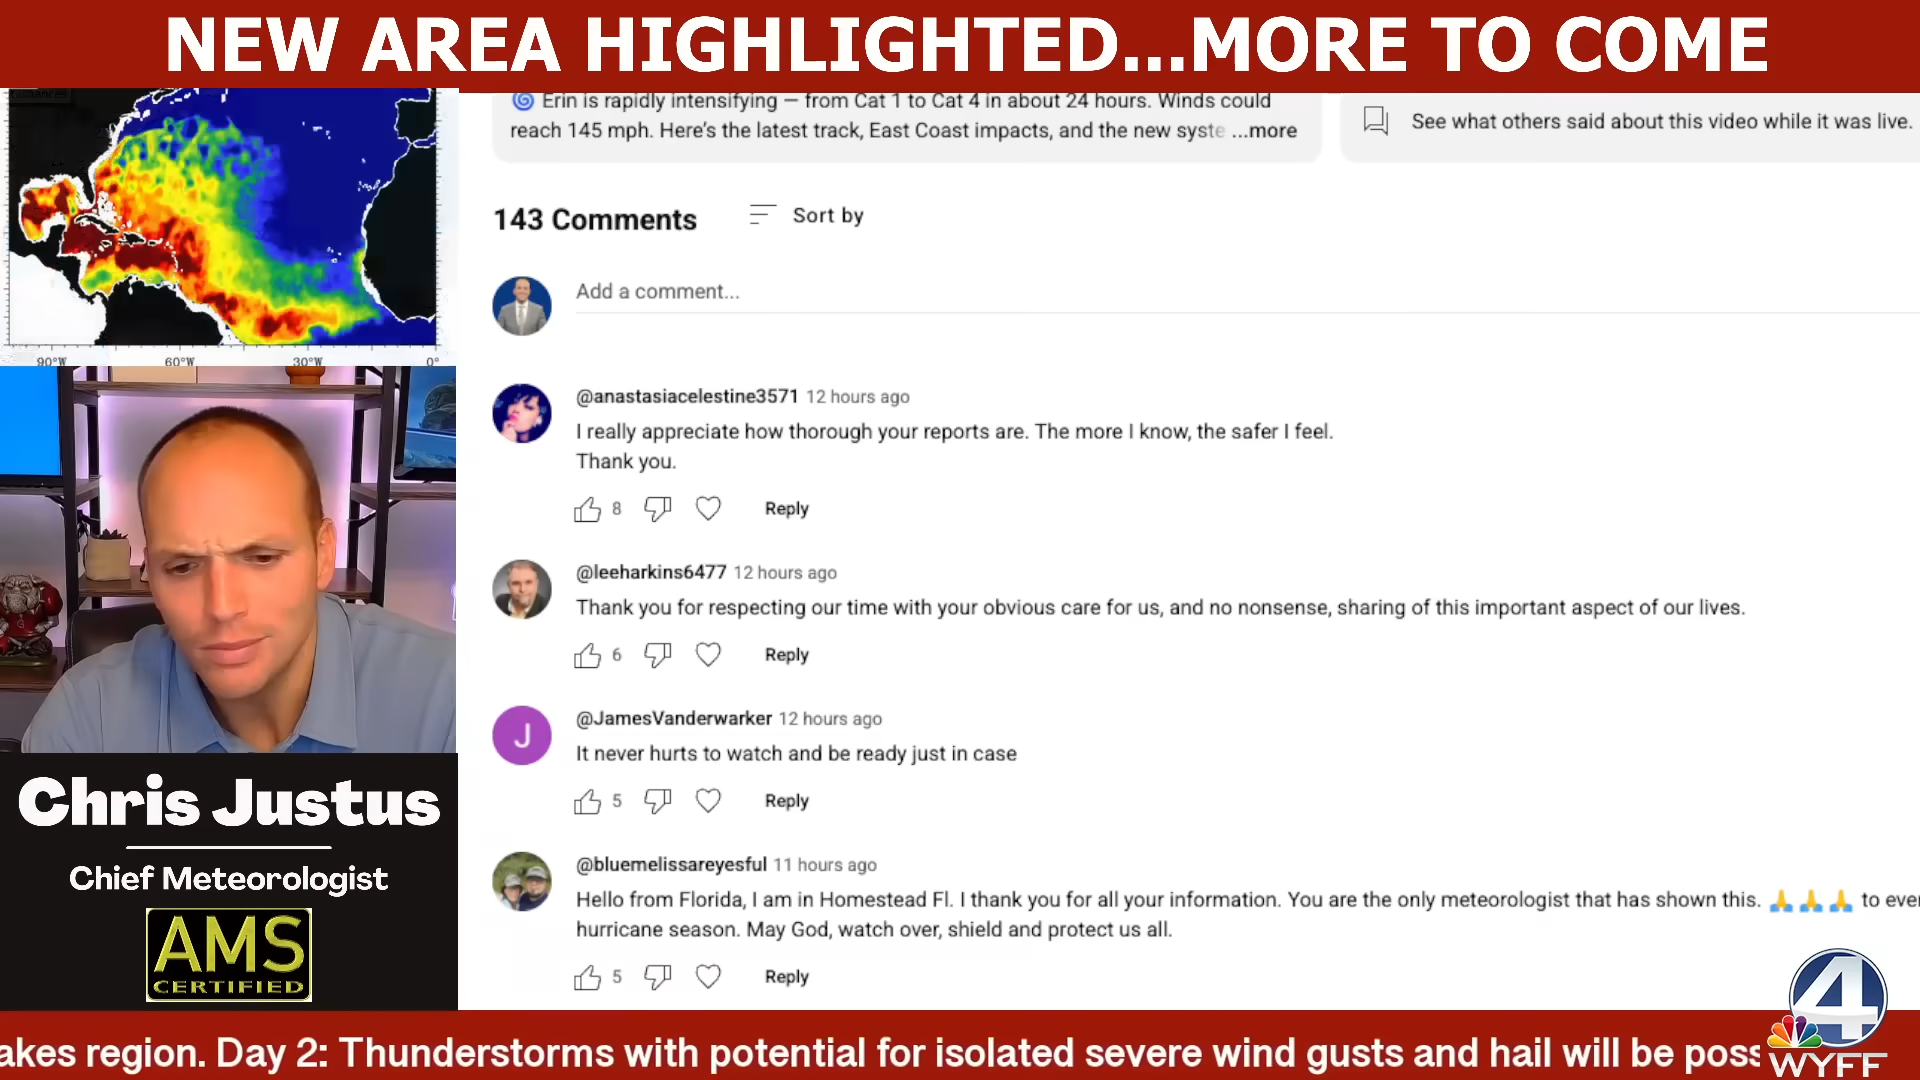 NEW AREA HIGHLIGHTED...MORE TO COME
🌀 Erin is rapidly intensifying — from Cat 1 to Cat 4 in about 24 hours. Winds could
reach 145 mph. Here's the latest track, East Coast impacts, and the new syste ...more
See what others said about this video while it was live.
143 Comments
Sort by
Add a comment...
@anastasiacelestine3571 12 hours ago
I really appreciate how thorough your reports are. The more I know, the safer I feel.
Thank you.
8 Reply
@leeharkins6477 12 hours ago
Thank you for respecting our time with your obvious care for us, and no nonsense, sharing of this important aspect of our lives.
6 Reply
J
@JamesVanderwarker 12 hours ago
It never hurts to watch and be ready just in case
5 Reply
@bluemelissareyesful 11 hours ago
Hello from Florida, I am in Homestead Fl. I thank you for all your information. You are the only meteorologist that has shown this. 🙏🙏🙏 to ever
hurricane season. May God, watch over, shield and protect us all.
5 Reply
90°W 60°W 30°W 0°
Chris Justus
Chief Meteorologist
AMS
CERTIFIED
akes region. Day 2: Thunderstorms with potential for isolated severe wind gusts and hail will be poss
4
WYFF